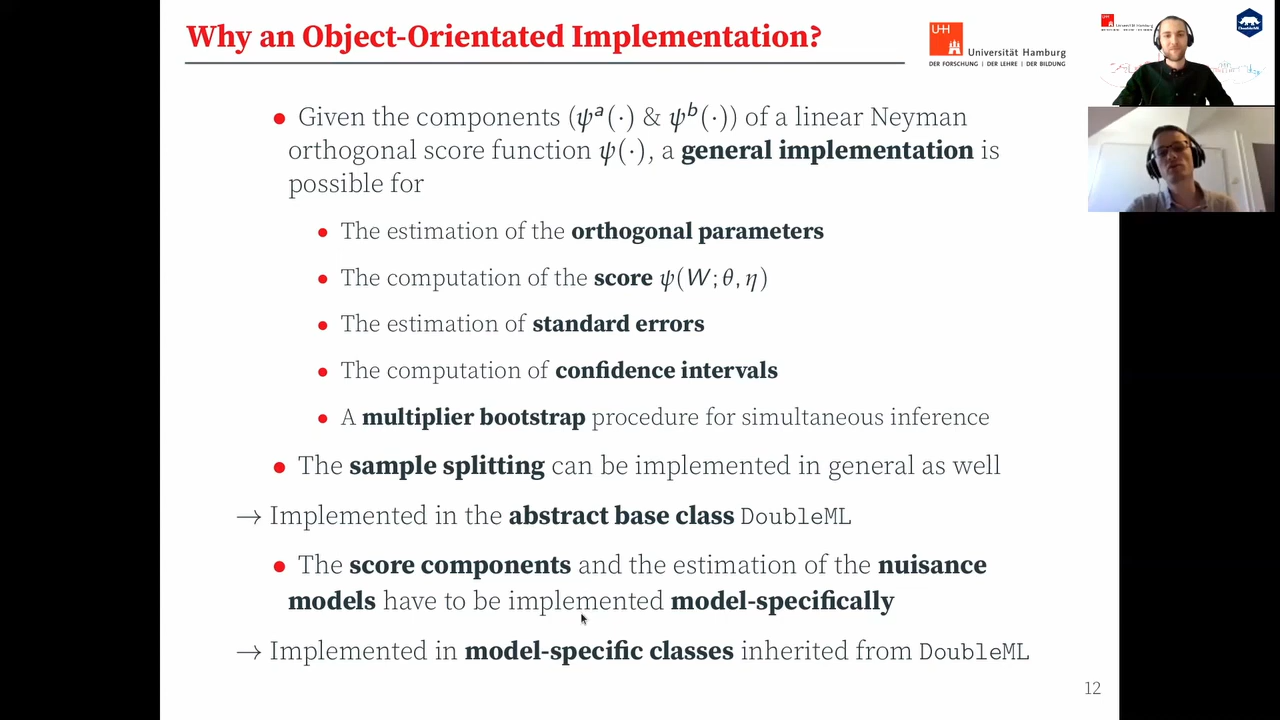 Why an Object-Orientated Implementation?
UHH
Universität Hamburg
DER FORSCHUNG | DER LEHRE | DER BILDUNG
• Given the components (ψᵃ(·) & ψᵇ(·)) of a linear Neyman
orthogonal score function ψ(·), a general implementation is
possible for
• The estimation of the orthogonal parameters
• The computation of the score ψ(W; θ, η)
• The estimation of standard errors
• The computation of confidence intervals
• A multiplier bootstrap procedure for simultaneous inference
• The sample splitting can be implemented in general as well
→ Implemented in the abstract base class DoubleML
• The score components and the estimation of the nuisance
models have to be implemented model-specifically
→ Implemented in model-specific classes inherited from DoubleML
12